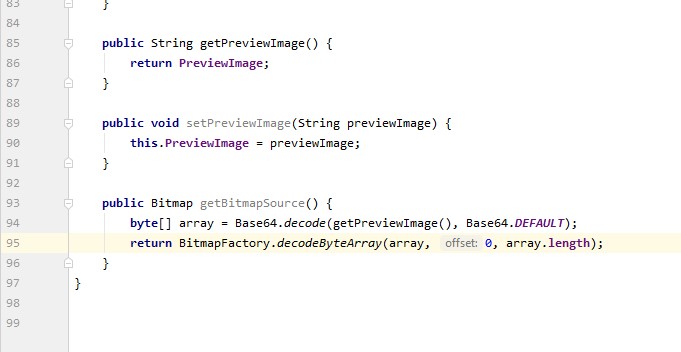 83 }
84
85 public String getPreviewImage() {
86 return PreviewImage;
87 }
88
89 public void setPreviewImage(String previewImage) {
90 this.PreviewImage = previewImage;
91 }
92
93 public Bitmap getBitmapSource() {
94 byte[] array = Base64.decode(getPreviewImage(), Base64.DEFAULT);
95 return BitmapFactory.decodeByteArray(array, offset: 0, array.length);
96 }
97 }
98
99